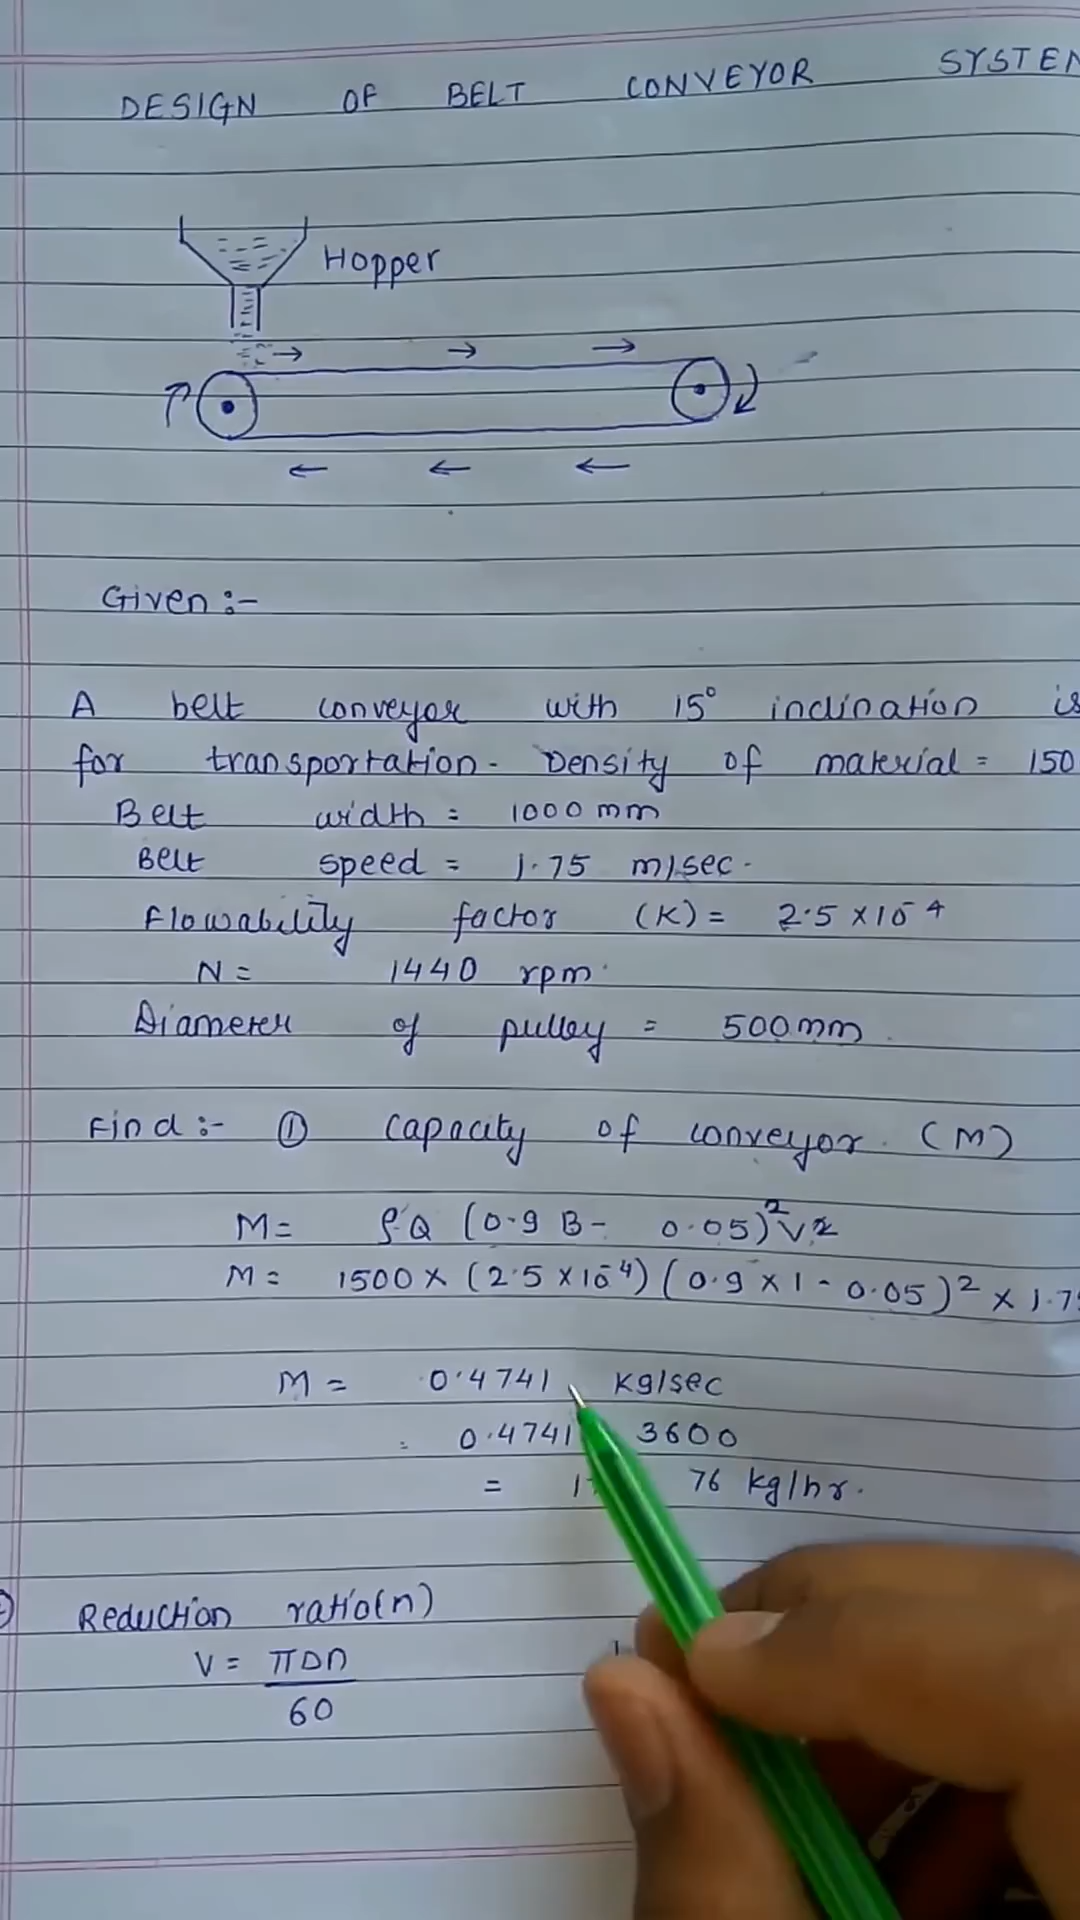 DESIGN OF BELT CONVEYOR SYSTEM
Hopper
Given :-
A belt conveyor with 15° inclination is
for transportation. Density of material = 150
Belt width = 1000 mm
Belt speed = 1.75 m/sec.
Flowability factor (K) = 2.5 × 10⁻⁴
N = 1440 rpm.
Diameter of pulley = 500mm.
Find :- ① capacity of conveyor. (M)
M = ρQ (0.9 B - 0.05)² V
M = 1500 × (2.5 × 10⁻⁴) (0.9 × 1 - 0.05)² × 1.7
M = 0.4741 kg/sec
= 0.4741 3600
= 1 76 kg/hr.
Reduction ratio(n)
V = πDn
60